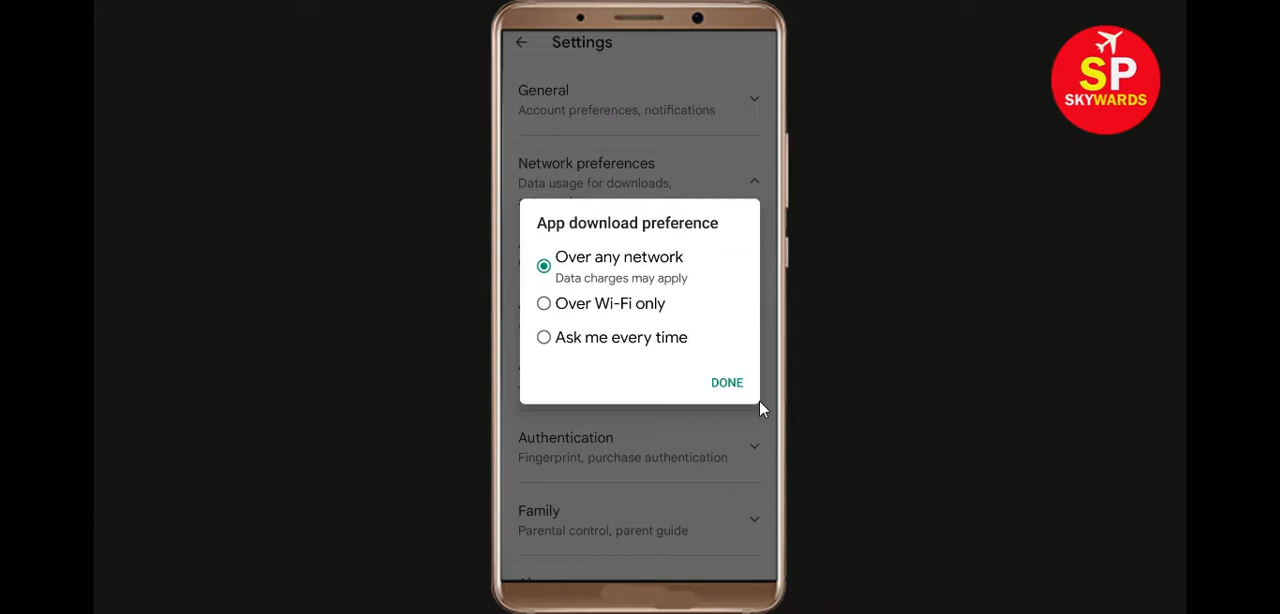 Settings
General
Account preferences, notifications
Network preferences
Data usage for downloads,
App download preference
Over any network
Data charges may apply
Over Wi-Fi only
Ask me every time
DONE
Authentication
Fingerprint, purchase authentication
Family
Parental control, parent guide
SP
SKYWARDS